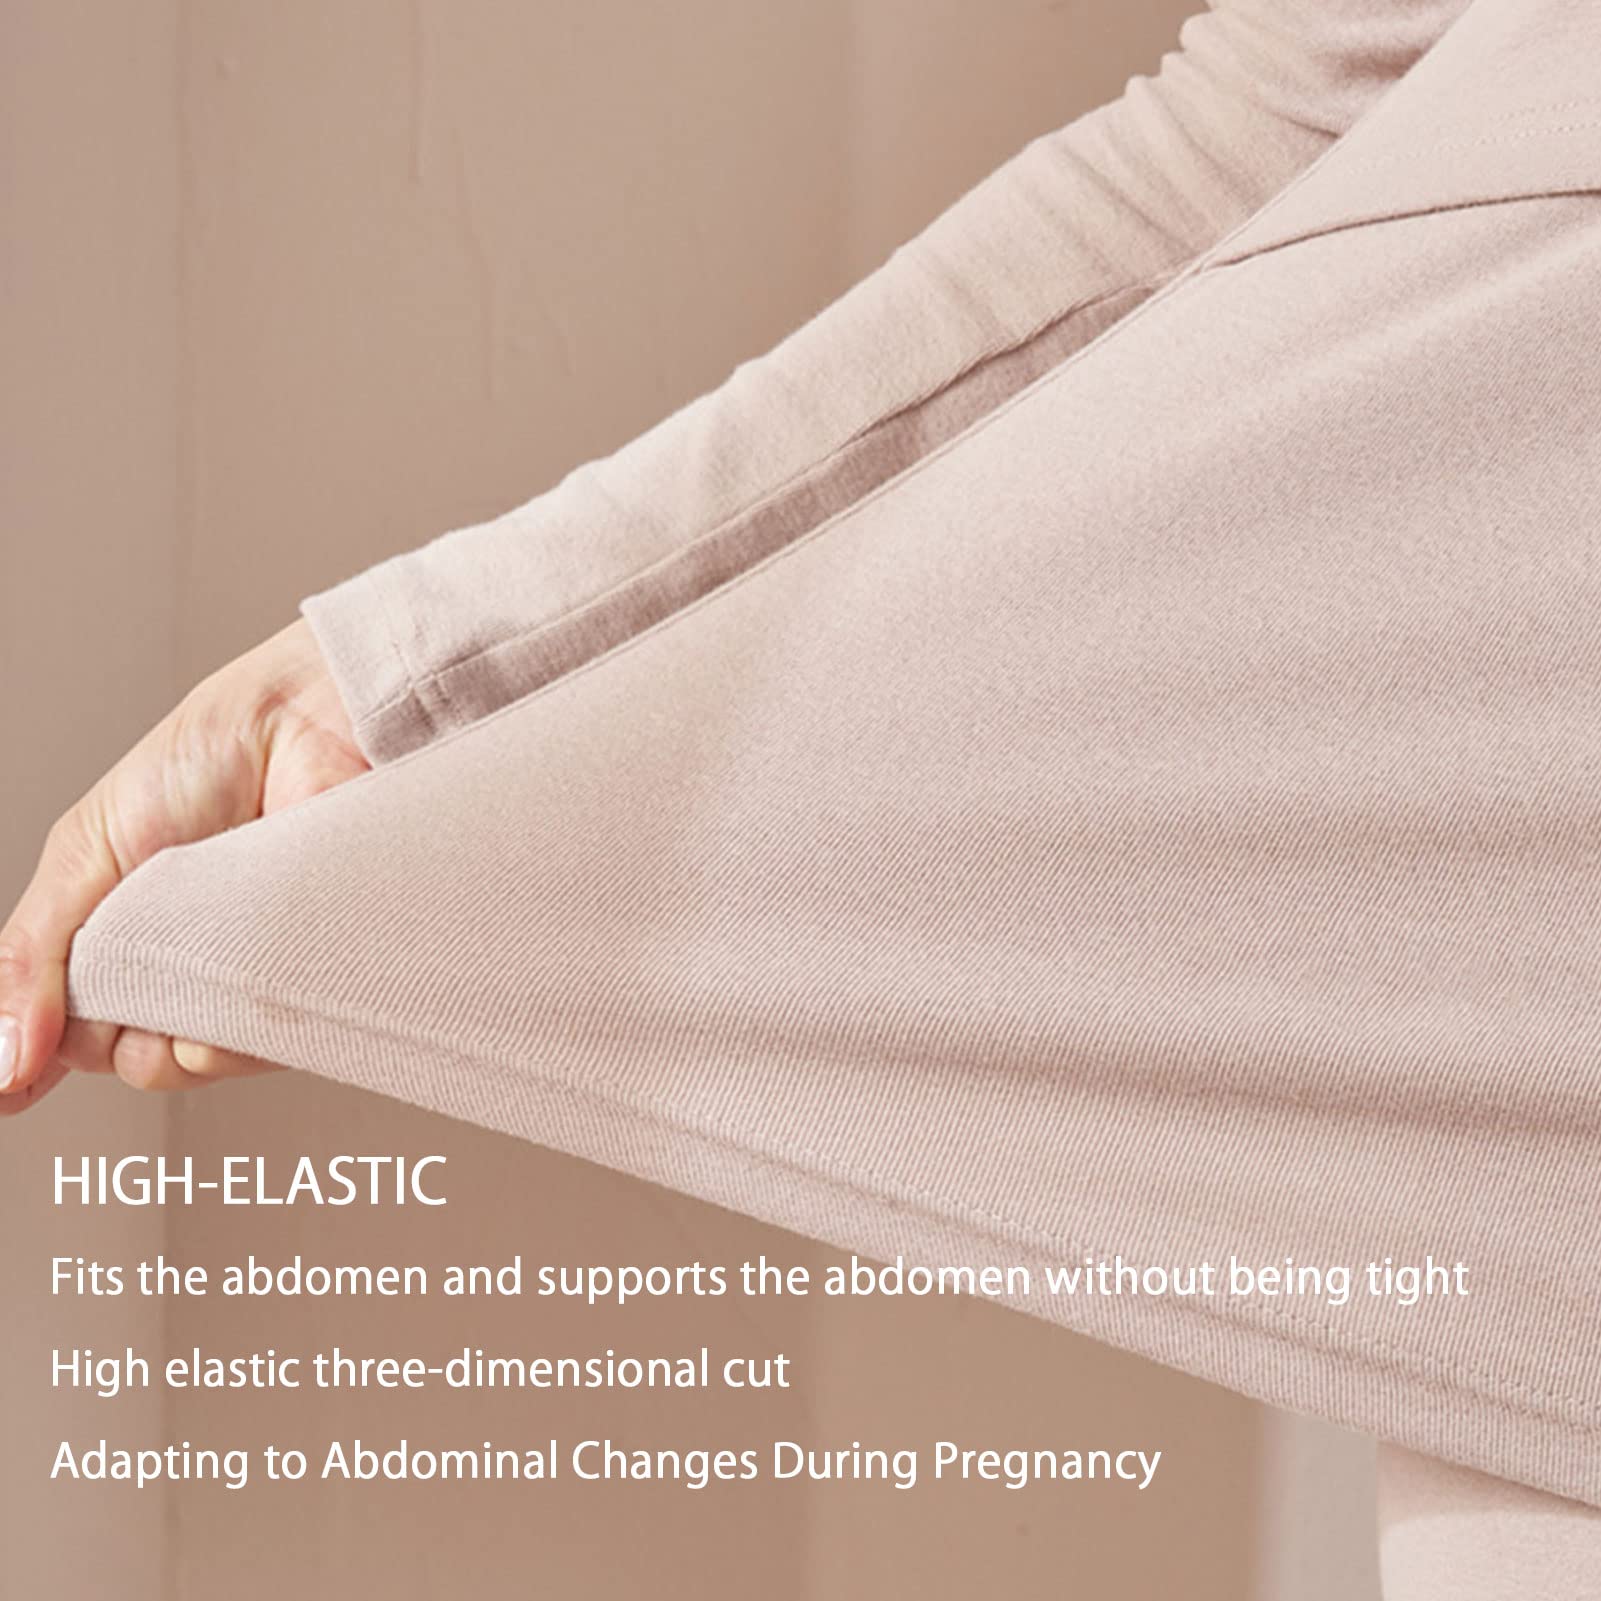 HIGH-ELASTIC
Fits the abdomen and supports the abdomen without being tight
High elastic three-dimensional cut
Adapting to Abdominal Changes During Pregnancy